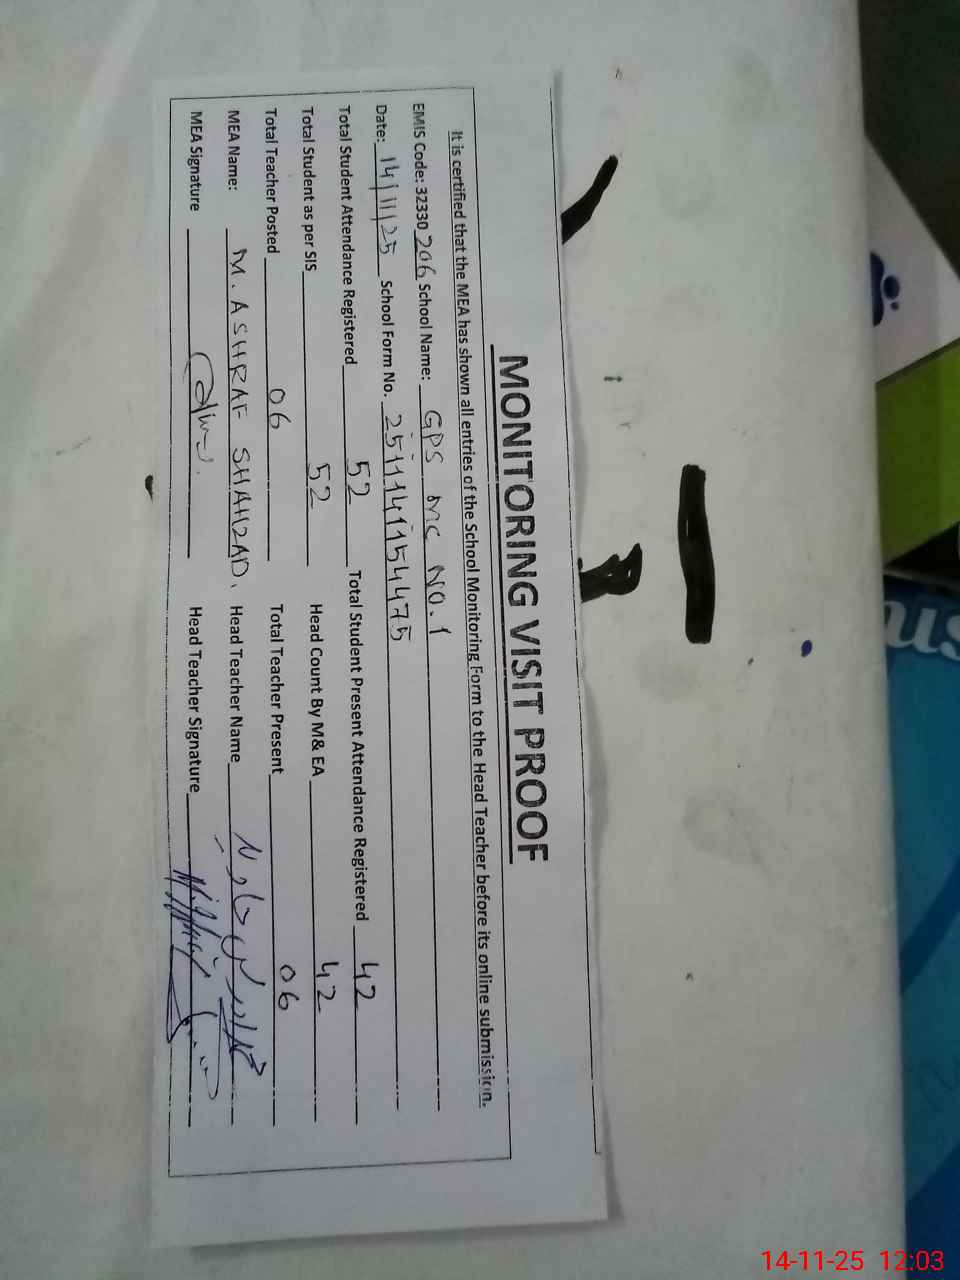 MONITORING VISIT PROOF
It is certified that the MEA has shown all entries of the School Monitoring Form to the Head Teacher before its online submission.
EMIS Code: 32330 206 School Name: GPS MC NO.1
Date: 14/11/25 School Form No. 2511141154475
Total Student Attendance Registered 52 Total Student Present Attendance Registered 42
Total Student as per SIS 52 Head Count By M& EA 42
Total Teacher Posted 06 Total Teacher Present 06
MEA Name: M. ASHRAF SHAHZAD. Head Teacher Name
MEA Signature Head Teacher Signature
us
14-11-25 12:03